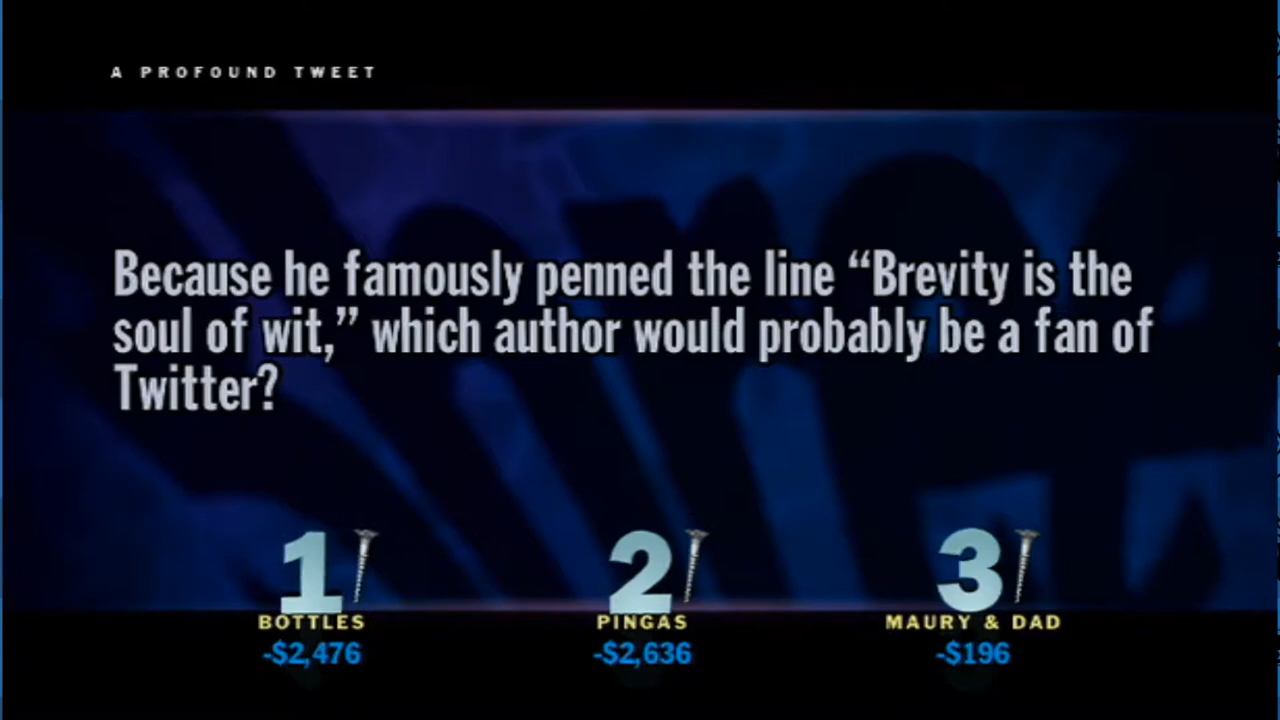 A PROFOUND TWEET
Because he famously penned the line “Brevity is the
soul of wit,” which author would probably be a fan of
Twitter?
1 2 3
BOTTLES PINGAS MAURY & DAD
-$2,476 -$2,636 -$196